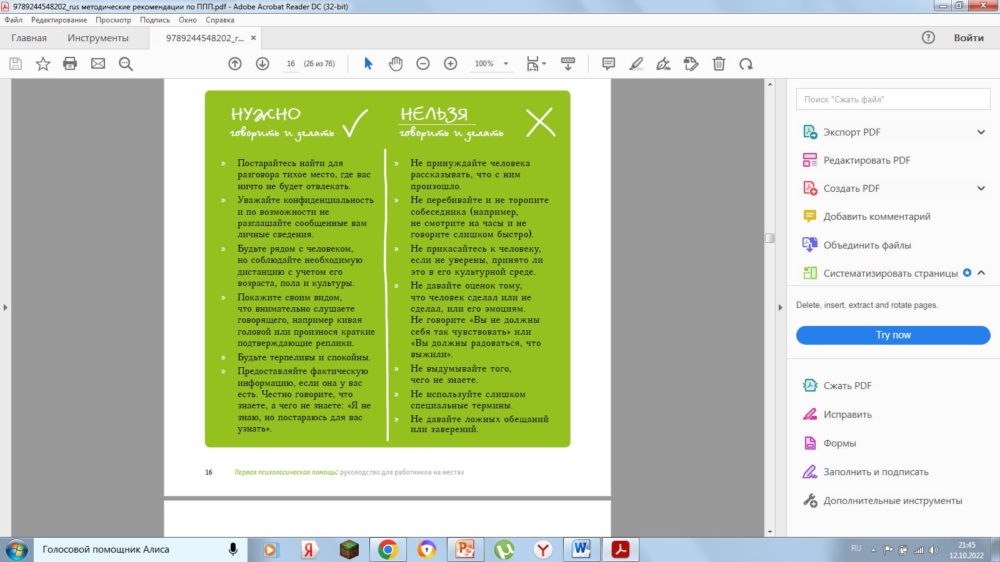 9789244548202_rus методические рекомендации по ППП.pdf - Adobe Acrobat Reader DC (32-bit)
Файл Редактирование Просмотр Подпись Окно Справка
Главная Инструменты 9789244548202_r... × Войти
16 (26 из 76) 100%
НУЖНО
говорить и делать
НЕЛЬЗЯ
говорить и делать
» Постарайтесь найти для
разговора тихое место, где вас
ничто не будет отвлекать.
» Уважайте конфиденциальность
и по возможности не
разглашайте сообщенные вам
личные сведения.
» Будьте рядом с человеком,
но соблюдайте необходимую
дистанцию с учетом его
возраста, пола и культуры.
» Покажите своим видом,
что внимательно слушаете
говорящего, например кивая
головой или произнося краткие
подтверждающие реплики.
» Будьте терпеливы и спокойны.
» Предоставляйте фактическую
информацию, если она у вас
есть. Честно говорите, что
знаете, а чего не знаете: «Я не
знаю, но постараюсь для вас
узнать».
» Не принуждайте человека
рассказывать, что с ним
произошло.
» Не перебивайте и не торопите
собеседника (например,
не смотрите на часы и не
говорите слишком быстро).
» Не прикасайтесь к человеку,
если не уверены, принято ли
это в его культурной среде.
» Не давайте оценок тому,
что человек сделал или не
сделал, или его эмоциям.
Не говорите «Вы не должны
себя так чувствовать» или
«Вы должны радоваться, что
выжили».
» Не выдумывайте того,
чего не знаете.
» Не используйте слишком
специальные термины.
» Не давайте ложных обещаний
или заверений.
16 Первая психологическая помощь: руководство для работников на местах
Поиск "Сжать файл"
Экспорт PDF
Редактировать PDF
Создать PDF
Добавить комментарий
Объединить файлы
Систематизировать страницы
Delete, insert, extract and rotate pages.
Try now
Сжать PDF
Исправить
Формы
Заполнить и подписать
Дополнительные инструменты
Голосовой помощник Алиса
RU
21:45
12.10.2022